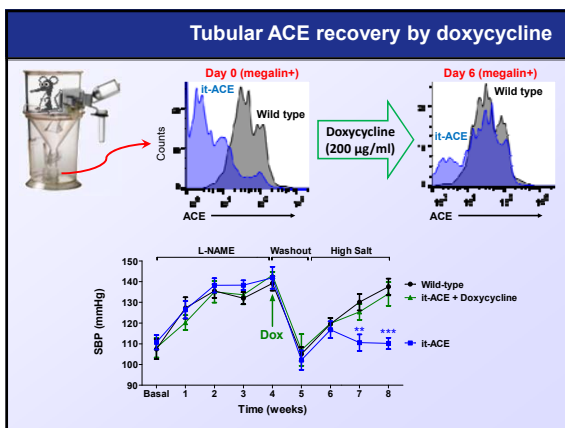 Tubular ACE recovery by doxycycline
Day 0 (megalin+)
it-ACE
Wild type
Counts
ACE
Doxycycline
(200 µg/ml)
Day 6 (megalin+)
Wild type
it-ACE
ACE
L-NAME
Washout
High Salt
150
140
130
120
110
100
90
SBP (mmHg)
Dox
**
***
Basal 1 2 3 4 5 6 7 8
Time (weeks)
Wild-type
it-ACE + Doxycycline
it-ACE